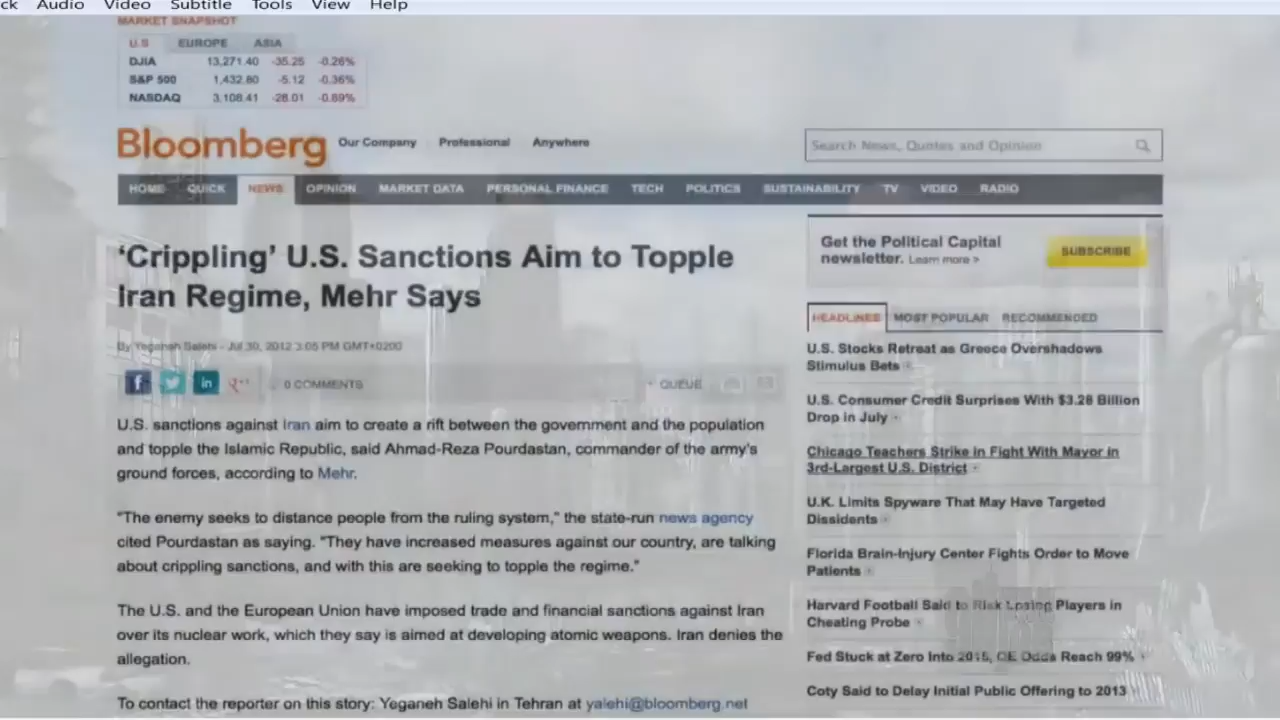 ck Audio Video Subtitle Tools View Help
MARKET SNAPSHOT
U.S EUROPE ASIA
DJIA 13,271.40 -35.25 -0.26%
S&P 500 1,432.80 -5.12 -0.36%
NASDAQ 3,108.41 -28.01 -0.89%
Bloomberg Our Company Professional Anywhere
Search News, Quotes and Opinion
HOME QUICK NEWS OPINION MARKET DATA PERSONAL FINANCE TECH POLITICS SUSTAINABILITY TV VIDEO RADIO
‘Crippling’ U.S. Sanctions Aim to Topple
Iran Regime, Mehr Says
By Yeganeh Salehi - Jul 30, 2012 3:05 PM GMT+0200
f in g+ 0 COMMENTS + QUEUE
U.S. sanctions against Iran aim to create a rift between the government and the population
and topple the Islamic Republic, said Ahmad-Reza Pourdastan, commander of the army's
ground forces, according to Mehr.
"The enemy seeks to distance people from the ruling system," the state-run news agency
cited Pourdastan as saying. "They have increased measures against our country, are talking
about crippling sanctions, and with this are seeking to topple the regime."
The U.S. and the European Union have imposed trade and financial sanctions against Iran
over its nuclear work, which they say is aimed at developing atomic weapons. Iran denies the
allegation.
To contact the reporter on this story: Yeganeh Salehi in Tehran at yalehi@bloomberg.net
Get the Political Capital
newsletter. Learn more >
SUBSCRIBE
HEADLINES MOST POPULAR RECOMMENDED
U.S. Stocks Retreat as Greece Overshadows
Stimulus Bets
U.S. Consumer Credit Surprises With $3.28 Billion
Drop in July
Chicago Teachers Strike in Fight With Mayor in
3rd-Largest U.S. District
U.K. Limits Spyware That May Have Targeted
Dissidents
Florida Brain-Injury Center Fights Order to Move
Patients
Harvard Football Said to Risk Losing Players in
Cheating Probe
Fed Stuck at Zero Into 2015, QE Odds Reach 99%
Coty Said to Delay Initial Public Offering to 2013